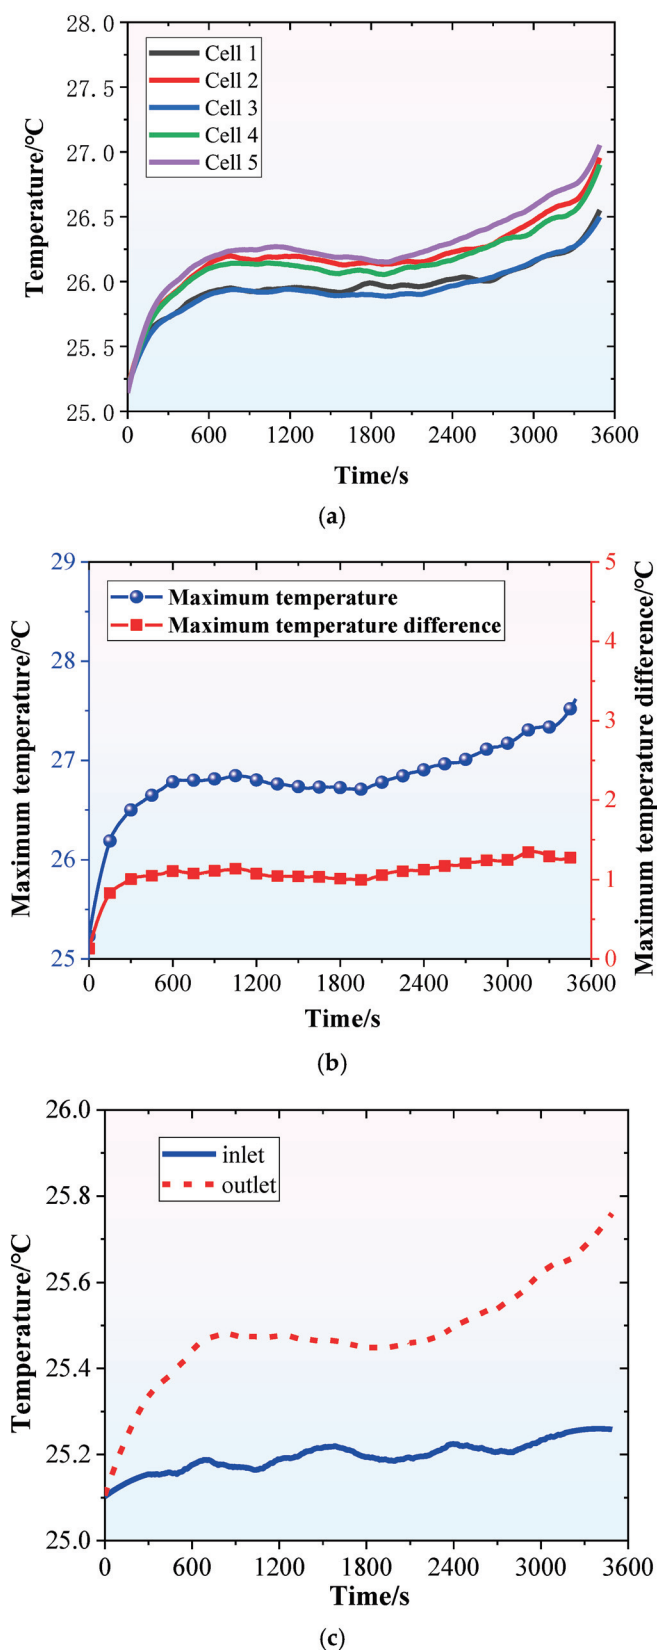 28.0
27.5
27.0
26.5
26.0
25.5
25.0
Temperature/°C
Cell 1
Cell 2
Cell 3
Cell 4
Cell 5
0 600 1200 1800 2400 3000 3600
Time/s
(a)
29
28
27
26
25
Maximum temperature/°C
Maximum temperature
Maximum temperature difference
5
4
3
2
1
0
Maximum temperature difference/°C
0 600 1200 1800 2400 3000 3600
Time/s
(b)
26.0
25.8
25.6
25.4
25.2
25.0
Temperature/°C
inlet
outlet
0 600 1200 1800 2400 3000 3600
Time/s
(c)